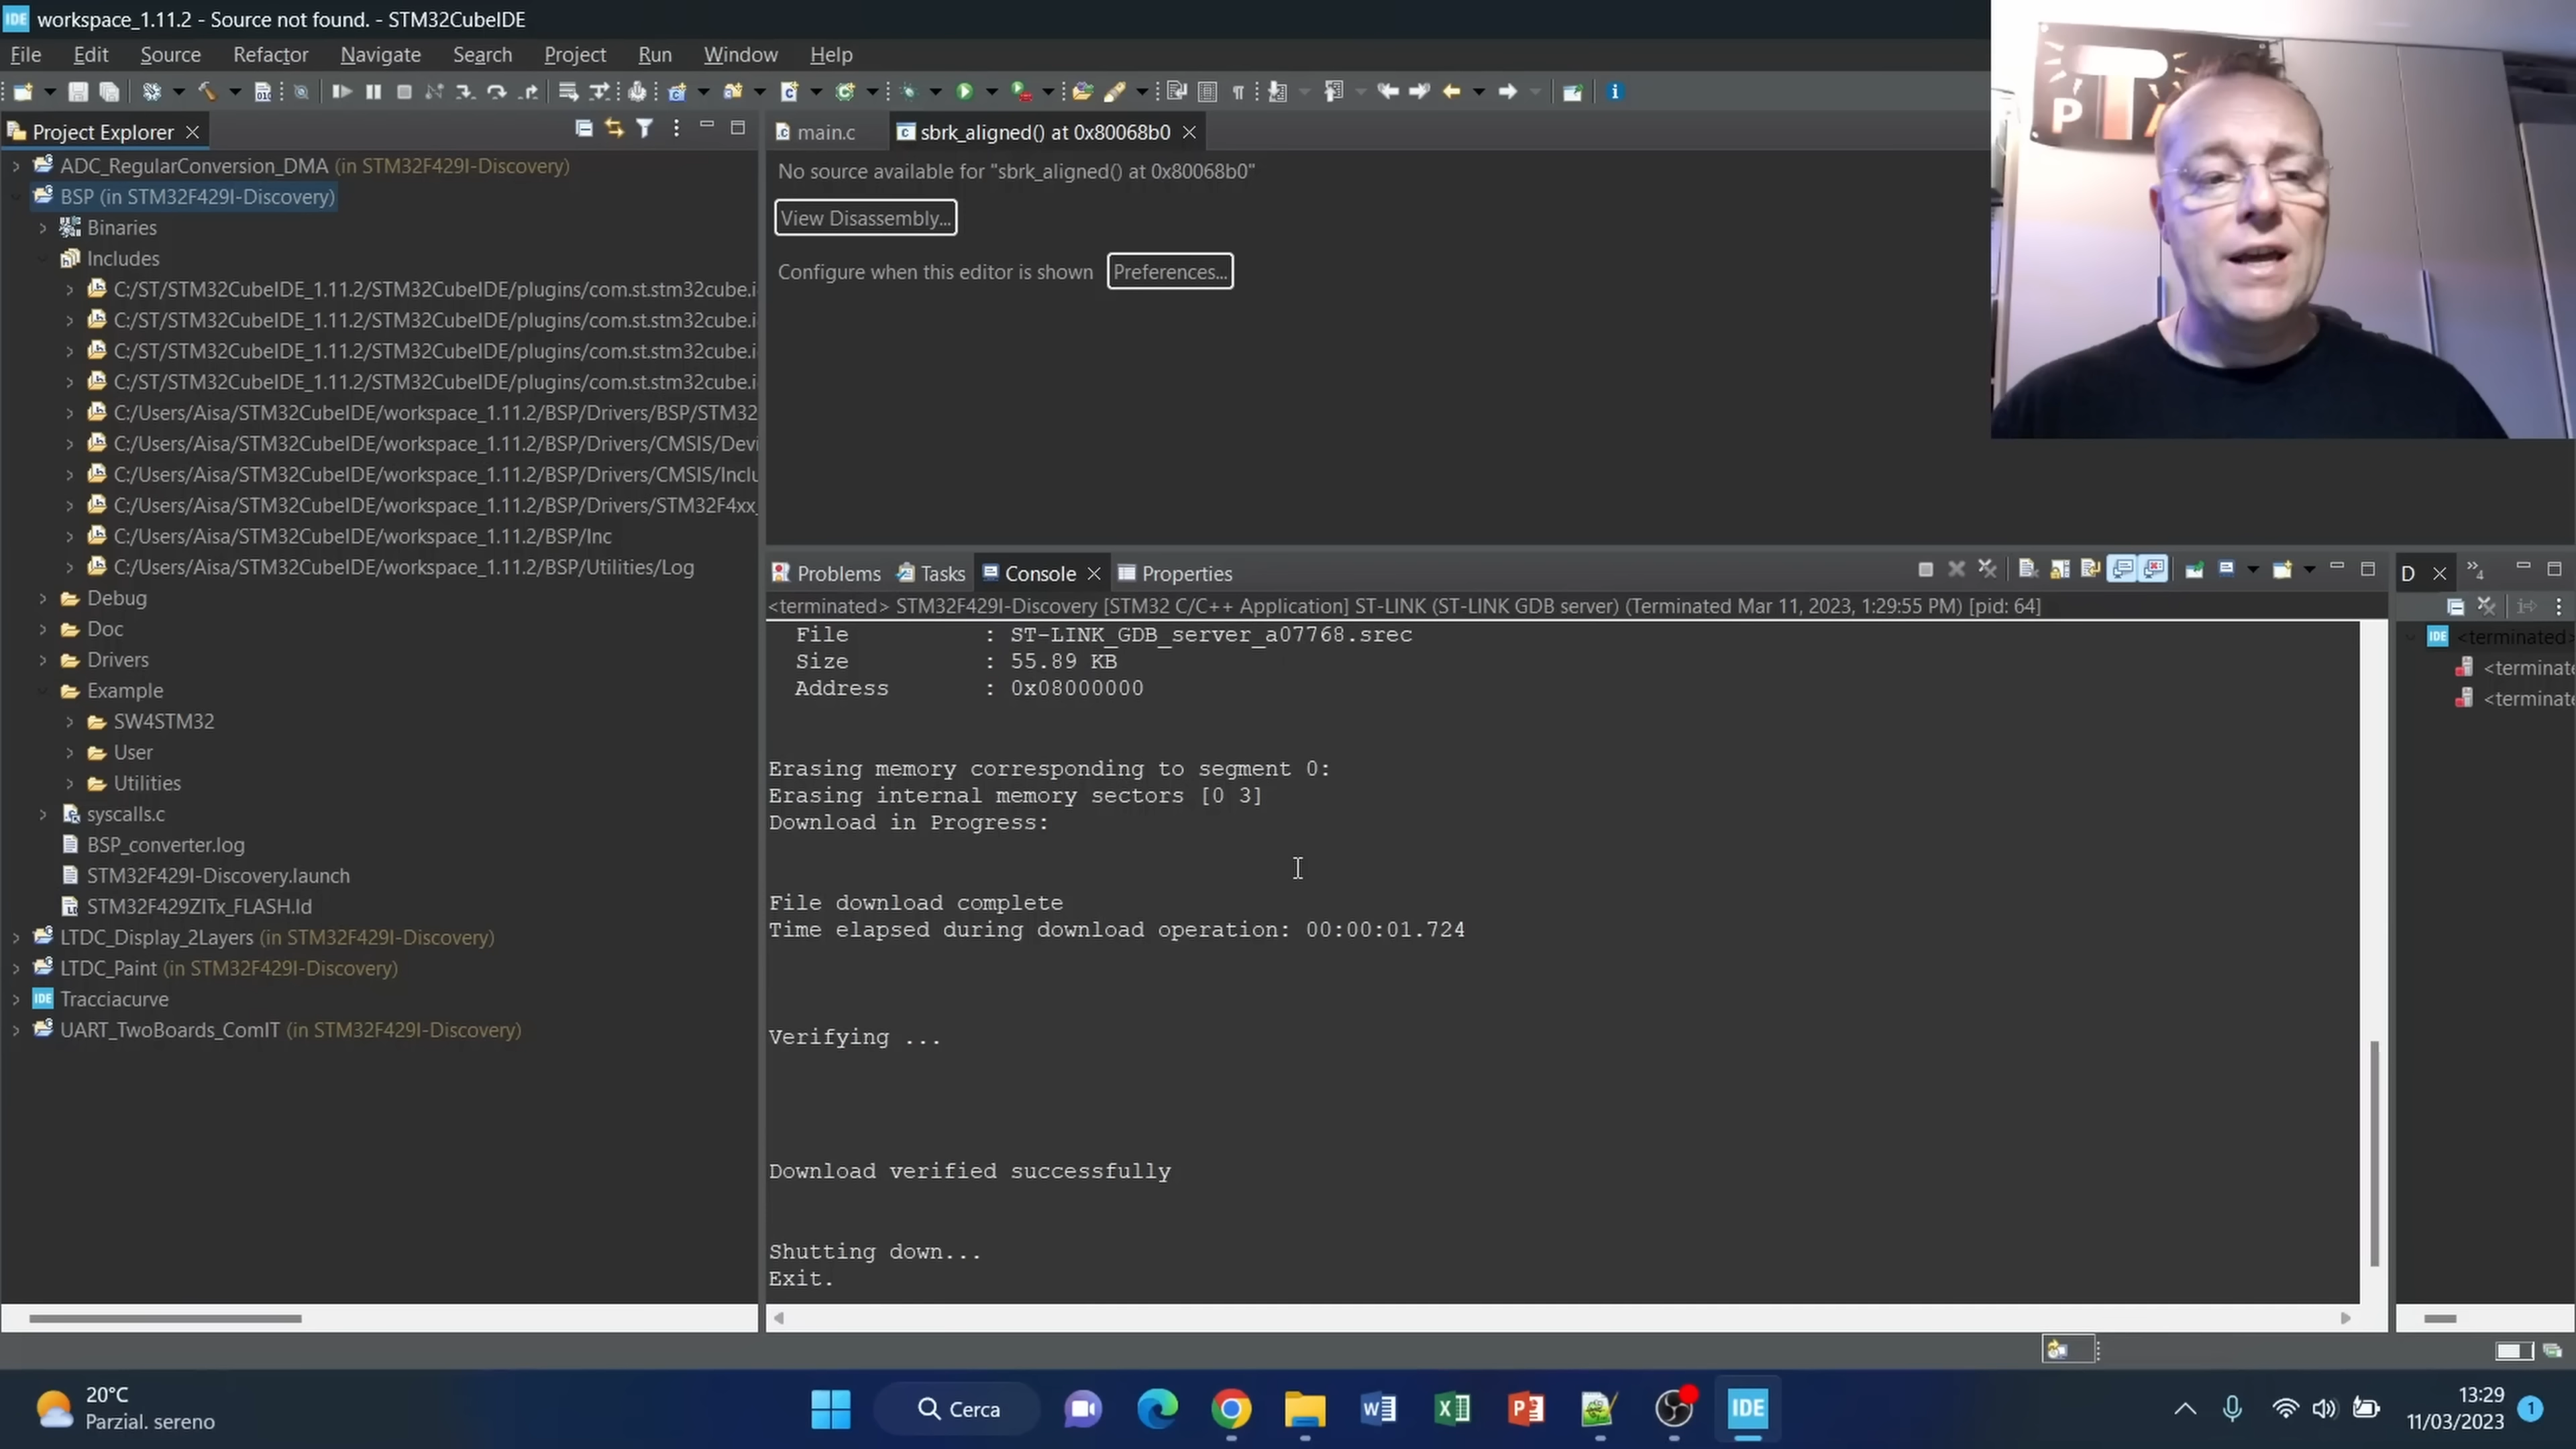 workspace_1.11.2 - Source not found. - STM32CubeIDE
File Edit Source Refactor Navigate Search Project Run Window Help
Project Explorer
ADC_RegularConversion_DMA (in STM32F429I-Discovery)
BSP (in STM32F429I-Discovery)
Binaries
Includes
C:/ST/STM32CubeIDE_1.11.2/STM32CubeIDE/plugins/com.st.stm32cube.i
C:/ST/STM32CubeIDE_1.11.2/STM32CubeIDE/plugins/com.st.stm32cube.i
C:/ST/STM32CubeIDE_1.11.2/STM32CubeIDE/plugins/com.st.stm32cube.i
C:/ST/STM32CubeIDE_1.11.2/STM32CubeIDE/plugins/com.st.stm32cube.i
C:/Users/Aisa/STM32CubeIDE/workspace_1.11.2/BSP/Drivers/BSP/STM32
C:/Users/Aisa/STM32CubeIDE/workspace_1.11.2/BSP/Drivers/CMSIS/Devi
C:/Users/Aisa/STM32CubeIDE/workspace_1.11.2/BSP/Drivers/CMSIS/Inclu
C:/Users/Aisa/STM32CubeIDE/workspace_1.11.2/BSP/Drivers/STM32F4xx_
C:/Users/Aisa/STM32CubeIDE/workspace_1.11.2/BSP/Inc
C:/Users/Aisa/STM32CubeIDE/workspace_1.11.2/BSP/Utilities/Log
Debug
Doc
Drivers
Example
SW4STM32
User
Utilities
syscalls.c
BSP_converter.log
STM32F429I-Discovery.launch
STM32F429ZITx_FLASH.ld
LTDC_Display_2Layers (in STM32F429I-Discovery)
LTDC_Paint (in STM32F429I-Discovery)
IDE Tracciacurve
UART_TwoBoards_ComIT (in STM32F429I-Discovery)
main.c sbrk_aligned() at 0x80068b0
No source available for "sbrk_aligned() at 0x80068b0"
View Disassembly...
Configure when this editor is shown Preferences...
Problems Tasks Console Properties
<terminated> STM32F429I-Discovery [STM32 C/C++ Application] ST-LINK (ST-LINK GDB server) (Terminated Mar 11, 2023, 1:29:55 PM) [pid: 64]
File : ST-LINK_GDB_server_a07768.srec
Size : 55.89 KB
Address : 0x08000000
Erasing memory corresponding to segment 0:
Erasing internal memory sectors [0 3]
Download in Progress:
File download complete
Time elapsed during download operation: 00:00:01.724
Verifying ...
Download verified successfully
Shutting down...
Exit.
D
IDE <terminated>
<terminate
<terminate
P T A
20°C
Parzial. sereno
Cerca
IDE
13:29
11/03/2023
1